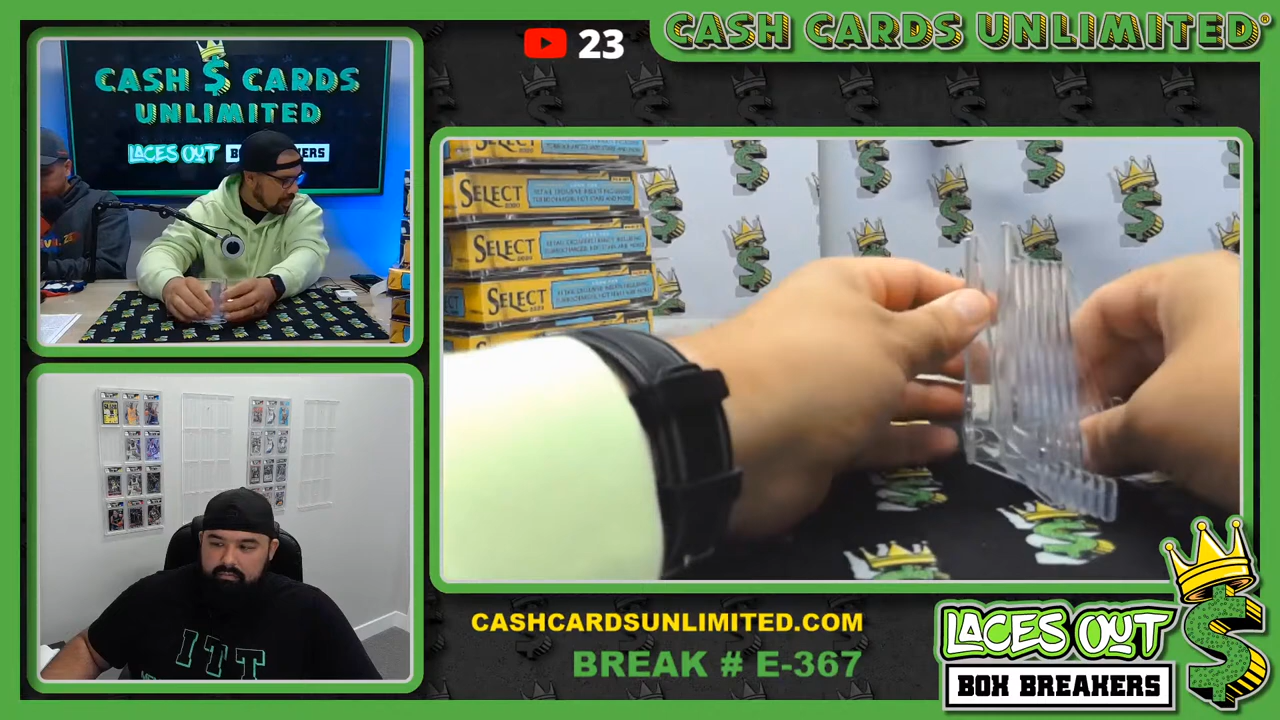 23
CASH CARDS UNLIMITED®
CASH $ CARDS
UNLIMITED
LACES OUT
SELECT
SELECT
SELECT
ITT
CASHCARDSUNLIMITED.COM
BREAK # E-367
LACES OUT
BOX BREAKERS